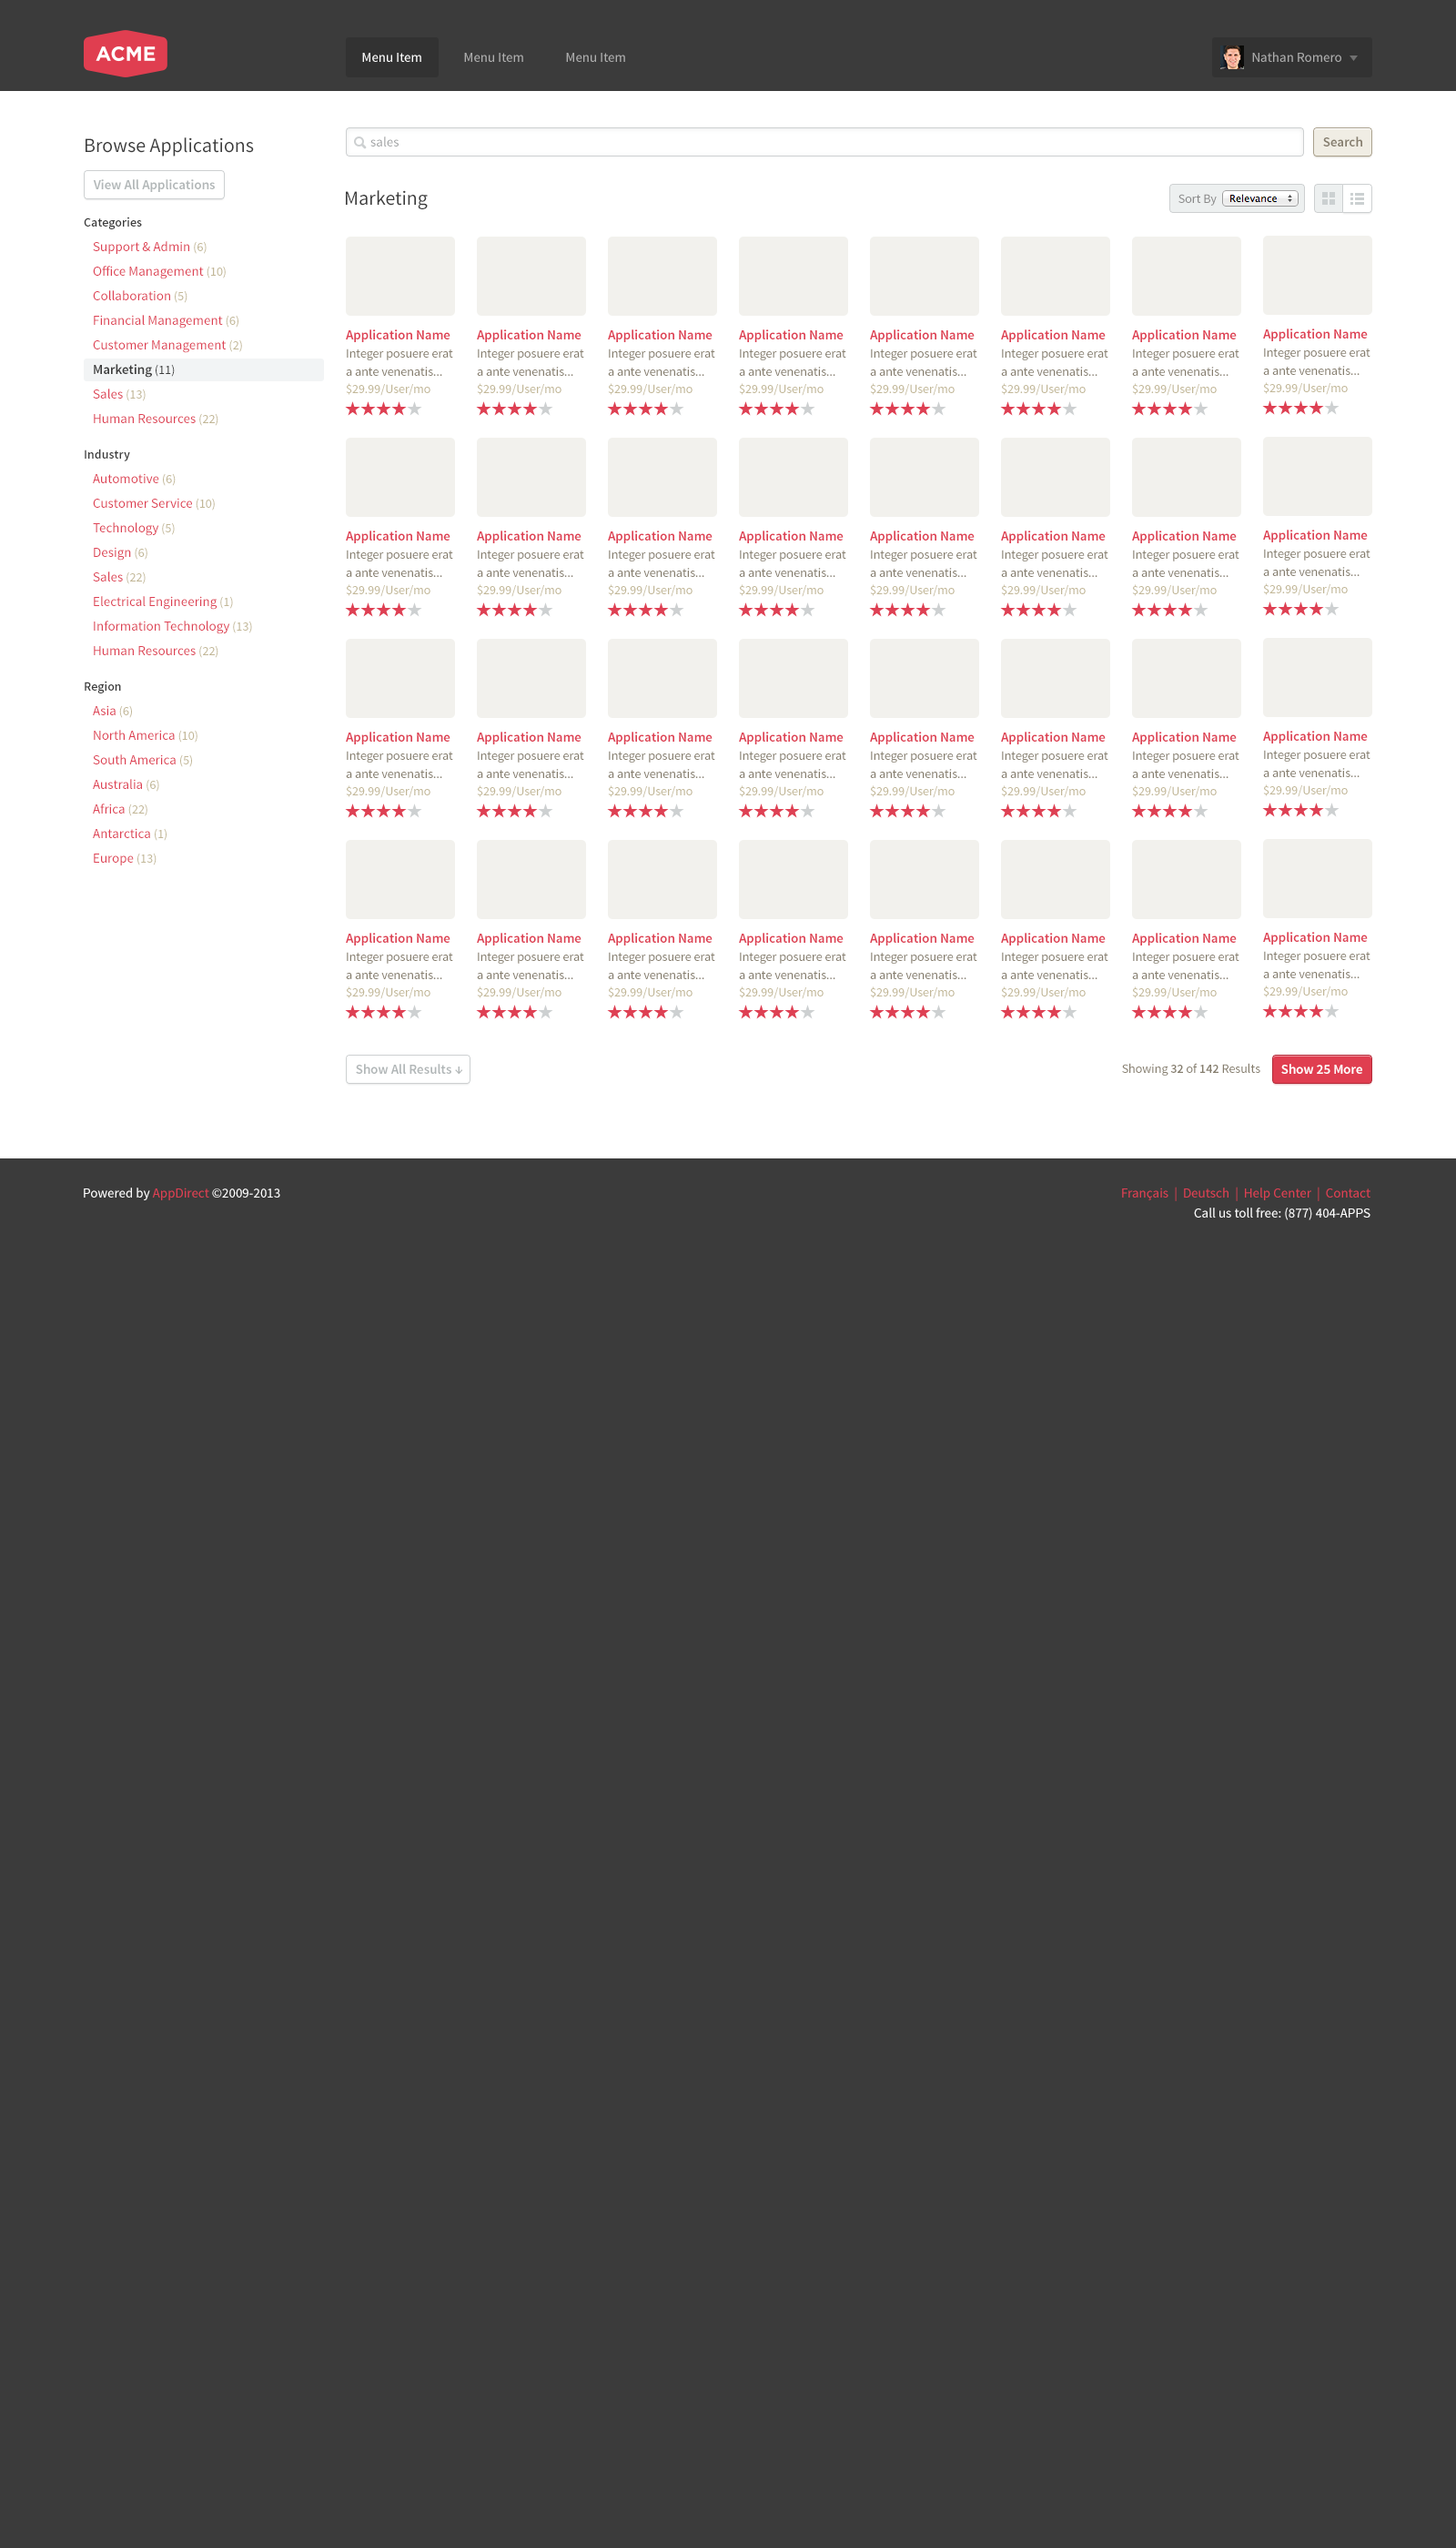 ACME
Menu Item Menu Item Menu Item
Nathan Romero
Browse Applications
View All Applications
Categories
Support & Admin (6)
Office Management (10)
Collaboration (5)
Financial Management (6)
Customer Management (2)
Marketing (11)
Sales (13)
Human Resources (22)
Industry
Automotive (6)
Customer Service (10)
Technology (5)
Design (6)
Sales (22)
Electrical Engineering (1)
Information Technology (13)
Human Resources (22)
Region
Asia (6)
North America (10)
South America (5)
Australia (6)
Africa (22)
Antarctica (1)
Europe (13)
sales
Search
Marketing
Sort By Relevance
Application Name Application Name Application Name Application Name Application Name Application Name Application Name Application Name
Integer posuere erat Integer posuere erat Integer posuere erat Integer posuere erat Integer posuere erat Integer posuere erat Integer posuere erat Integer posuere erat
a ante venenatis... a ante venenatis... a ante venenatis... a ante venenatis... a ante venenatis... a ante venenatis... a ante venenatis... a ante venenatis...
$29.99/User/mo $29.99/User/mo $29.99/User/mo $29.99/User/mo $29.99/User/mo $29.99/User/mo $29.99/User/mo $29.99/User/mo
Application Name Application Name Application Name Application Name Application Name Application Name Application Name Application Name
Integer posuere erat Integer posuere erat Integer posuere erat Integer posuere erat Integer posuere erat Integer posuere erat Integer posuere erat Integer posuere erat
a ante venenatis... a ante venenatis... a ante venenatis... a ante venenatis... a ante venenatis... a ante venenatis... a ante venenatis... a ante venenatis...
$29.99/User/mo $29.99/User/mo $29.99/User/mo $29.99/User/mo $29.99/User/mo $29.99/User/mo $29.99/User/mo $29.99/User/mo
Application Name Application Name Application Name Application Name Application Name Application Name Application Name Application Name
Integer posuere erat Integer posuere erat Integer posuere erat Integer posuere erat Integer posuere erat Integer posuere erat Integer posuere erat Integer posuere erat
a ante venenatis... a ante venenatis... a ante venenatis... a ante venenatis... a ante venenatis... a ante venenatis... a ante venenatis... a ante venenatis...
$29.99/User/mo $29.99/User/mo $29.99/User/mo $29.99/User/mo $29.99/User/mo $29.99/User/mo $29.99/User/mo $29.99/User/mo
Application Name Application Name Application Name Application Name Application Name Application Name Application Name Application Name
Integer posuere erat Integer posuere erat Integer posuere erat Integer posuere erat Integer posuere erat Integer posuere erat Integer posuere erat Integer posuere erat
a ante venenatis... a ante venenatis... a ante venenatis... a ante venenatis... a ante venenatis... a ante venenatis... a ante venenatis... a ante venenatis...
$29.99/User/mo $29.99/User/mo $29.99/User/mo $29.99/User/mo $29.99/User/mo $29.99/User/mo $29.99/User/mo $29.99/User/mo
Show All Results ↓
Showing 32 of 142 Results
Show 25 More
Powered by AppDirect ©2009-2013
Français | Deutsch | Help Center | Contact
Call us toll free: (877) 404-APPS